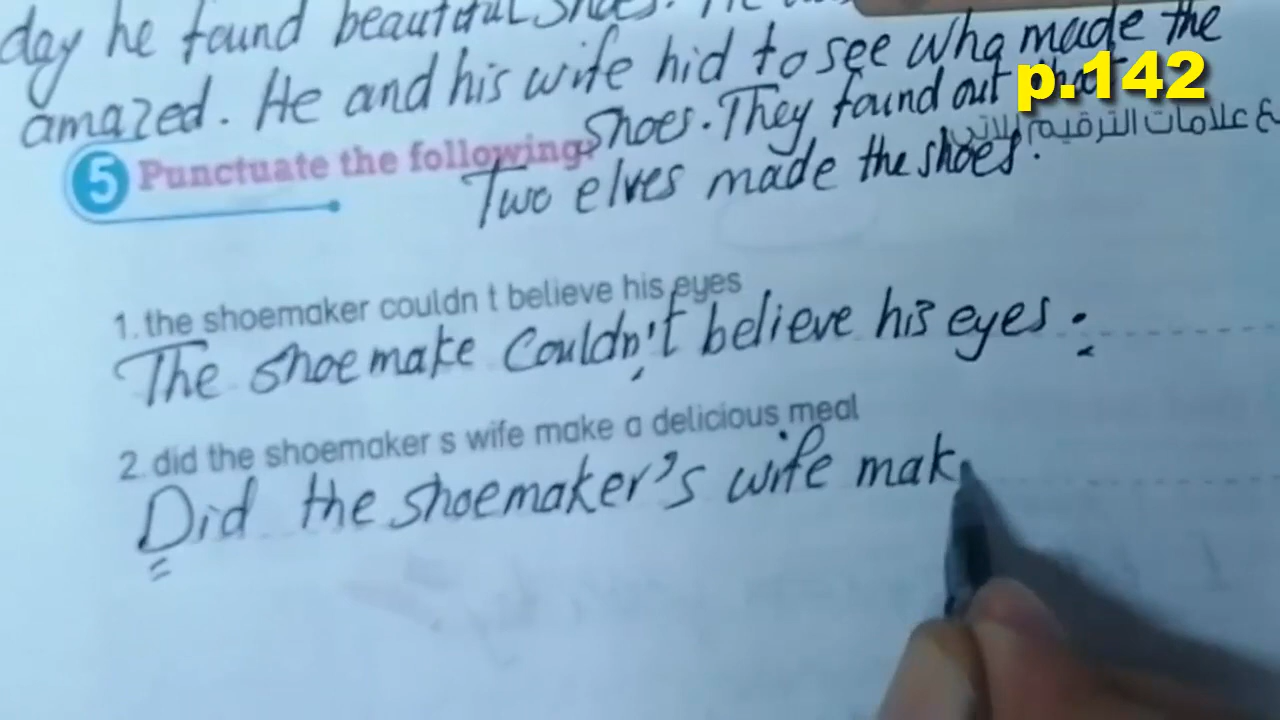 day he found beautiful shoes. He
amazed. He and his wife hid to see who made the
p.142
shoes. They found out that
علامات الترقيم للآتي
5 Punctuate the following:
Two elves made the shoes.
1. the shoemaker couldn t believe his eyes
The shoemake Couldn't believe his eyes.
2. did the shoemaker s wife make a delicious meal
Did the shoemaker's wife mak